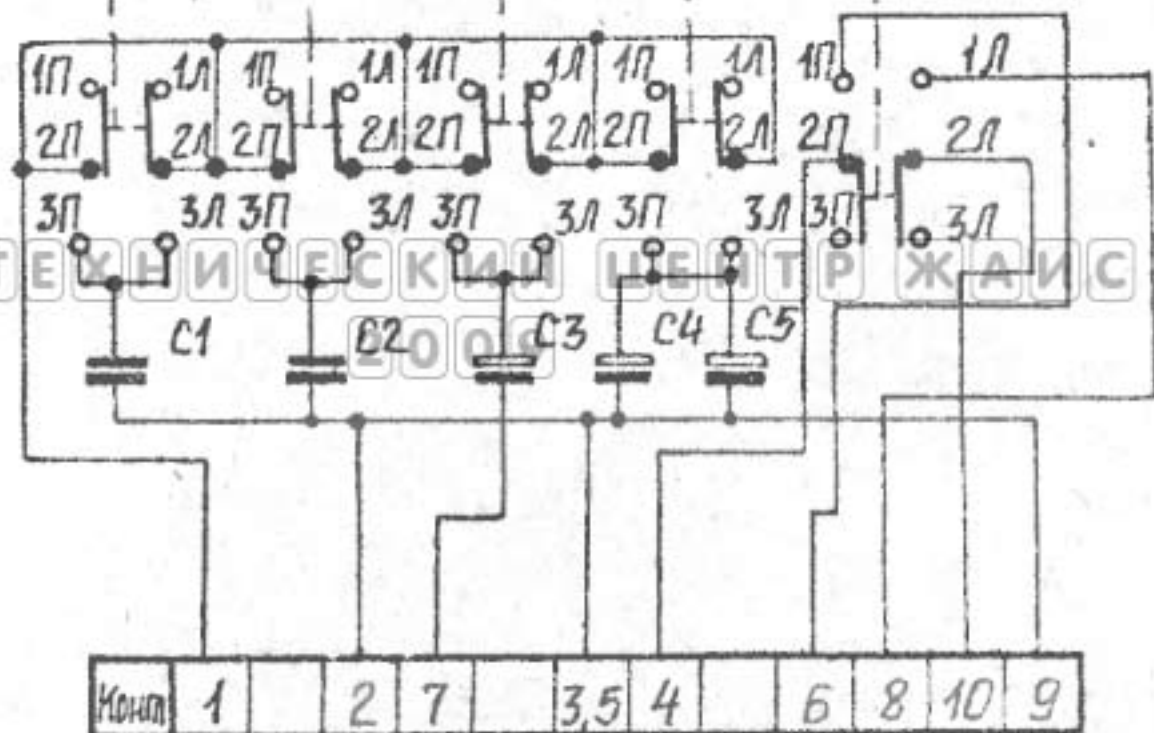 1П 1Л 1П 1Л 1П 1Л 1П 1Л 1П 1Л
2П 2Л 2П 2Л 2П 2Л 2П 2Л 2П 2Л
3П 3Л 3П 3Л 3П 3Л 3П 3Л 3П 3Л
ТЕХНИЧЕСКИЙ ЦЕНТР ЖАИС
C1 C2 C3 C4 C5
2009
Конт 1 2 7 3,5 4 6 8 10 9